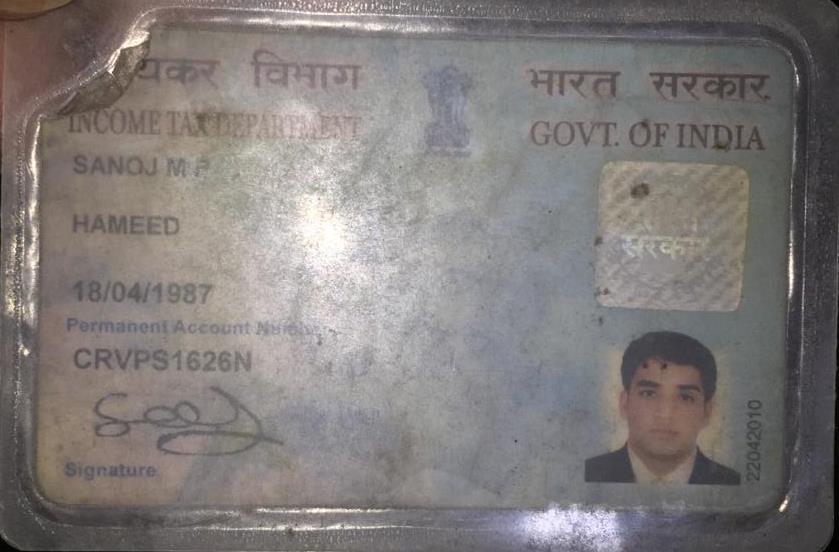 यकर विभाग
भारत सरकार
INCOME TAX DEPARTMENT
GOVT. OF INDIA
SANOJ M P
HAMEED
18/04/1987
Permanent Account Number
CRVPS1626N
Signature
सरकार
22042010